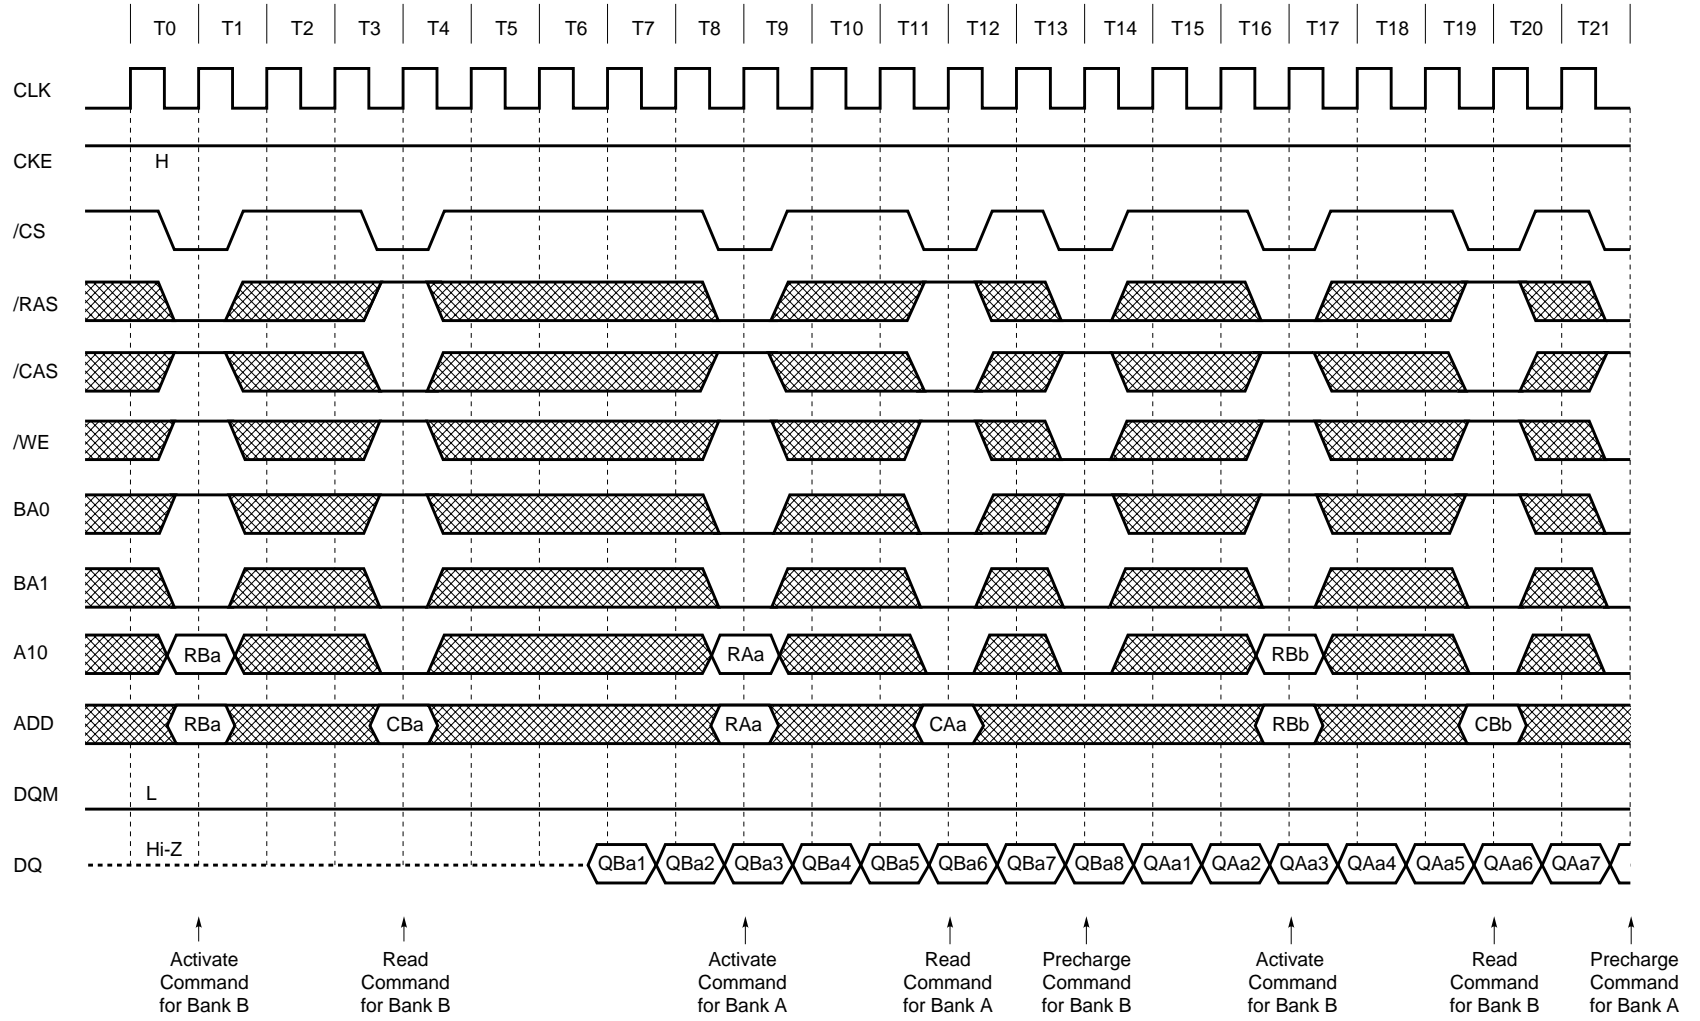 T0 T1 T2 T3 T4 T5 T6 T7 T8 T9 T10 T11 T12 T13 T14 T15 T16 T17 T18 T19 T20 T21
CLK
CKE H
/CS
/RAS
/CAS
/WE
BA0
BA1
A10 RBa RAa RBb
ADD RBa CBa RAa CAa RBb CBb
DQM L
DQ Hi-Z QBa1 QBa2 QBa3 QBa4 QBa5 QBa6 QBa7 QBa8 QAa1 QAa2 QAa3 QAa4 QAa5 QAa6 QAa7
Activate Read Activate Read Precharge Activate Read Precharge
Command Command Command Command Command Command Command Command
for Bank B for Bank B for Bank A for Bank A for Bank B for Bank B for Bank B for Bank A